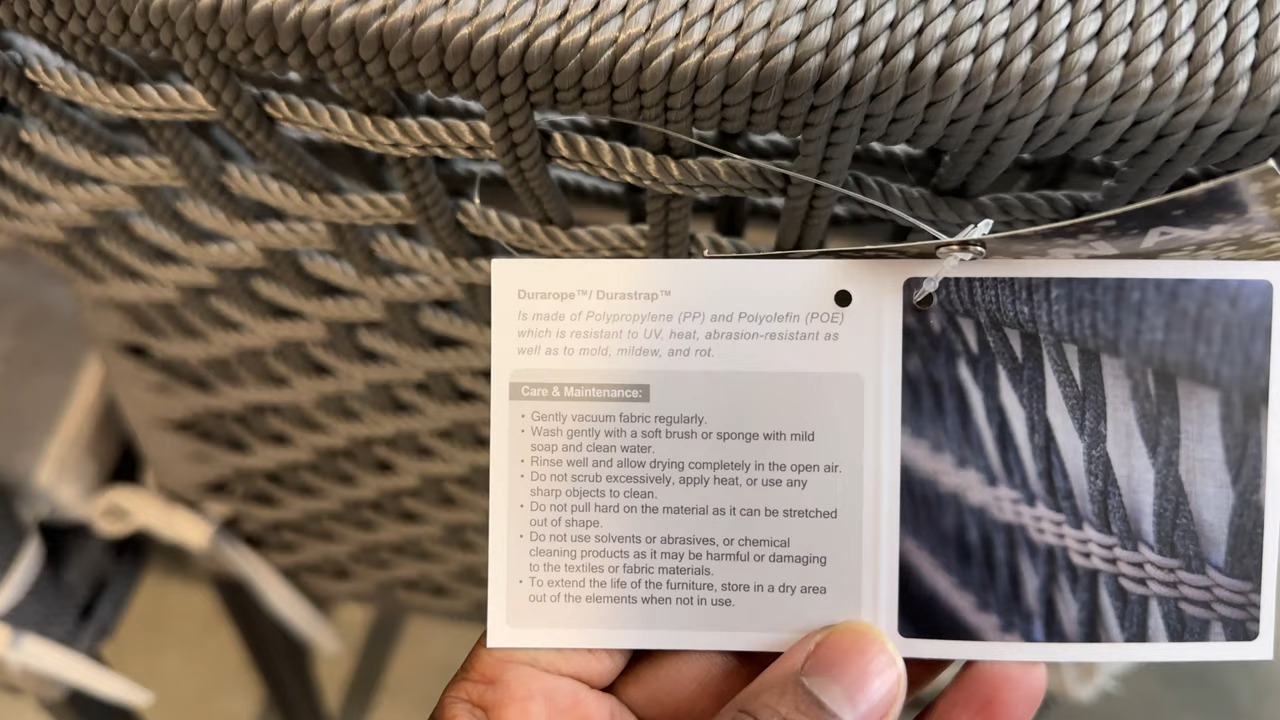 Durarope™/ Durastrap™
Is made of Polypropylene (PP) and Polyolefin (POE)
which is resistant to UV, heat, abrasion-resistant as
well as to mold, mildew, and rot.
Care & Maintenance:
• Gently vacuum fabric regularly.
• Wash gently with a soft brush or sponge with mild
soap and clean water.
• Rinse well and allow drying completely in the open air.
• Do not scrub excessively, apply heat, or use any
sharp objects to clean.
• Do not pull hard on the material as it can be stretched
out of shape.
• Do not use solvents or abrasives, or chemical
cleaning products as it may be harmful or damaging
to the textiles or fabric materials.
• To extend the life of the furniture, store in a dry area
out of the elements when not in use.